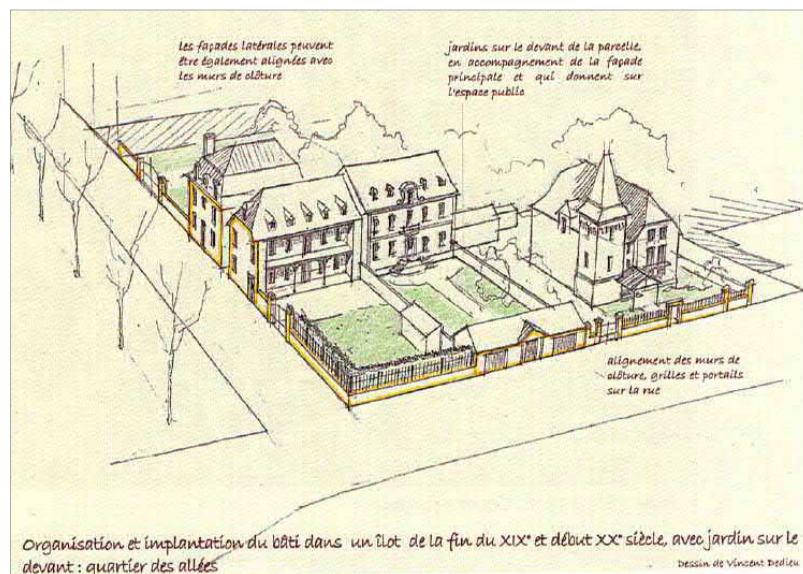 les façades latérales peuvent
être également alignées avec
les murs de clôture
jardins sur le devant de la parcelle,
en accompagnement de la façade
principale et qui donnent sur
l'espace public
alignement des murs de
clôture, grilles et portails
sur la rue
Organisation et implantation du bâti dans un îlot de la fin du XIX° et début XX° siècle, avec jardin sur le
devant : quartier des allées
Dessin de Vincent Dedieu